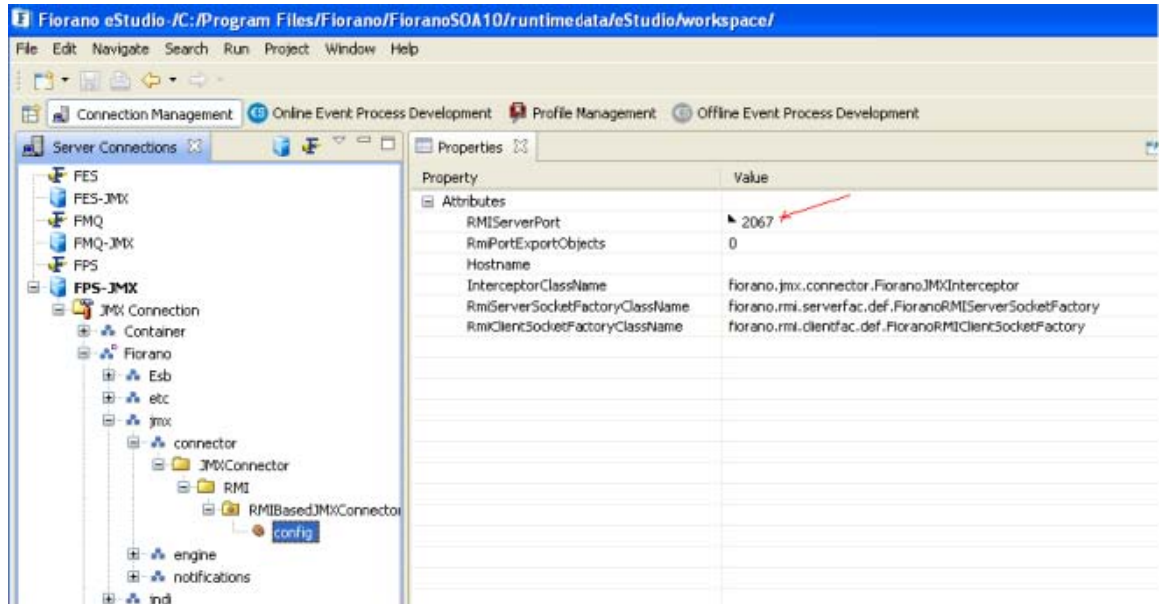 Fiorano eStudio-/C:/Program Files/Fiorano/FioranoSOA10/runtimedata/eStudio/workspace/
File Edit Navigate Search Run Project Window Help
Connection Management Online Event Process Development Profile Management Offline Event Process Development
Server Connections
FES
FES-JMX
FMQ
FMQ-JMX
FPS
FPS-JMX
JMX Connection
Container
Fiorano
Esb
etc
jmx
connector
JMXConnector
RMI
RMIBasedJMXConnector
config
engine
notifications
jndi
Properties
Property Value
Attributes
RMIServerPort 2067
RmiPortExportObjects 0
Hostname
InterceptorClassName fiorano.jmx.connector.FioranoJMXInterceptor
RmiServerSocketFactoryClassName fiorano.rmi.serverfac.def.FioranoRMIServerSocketFactory
RmiClientSocketFactoryClassName fiorano.rmi.clientfac.def.FioranoRMIClientSocketFactory